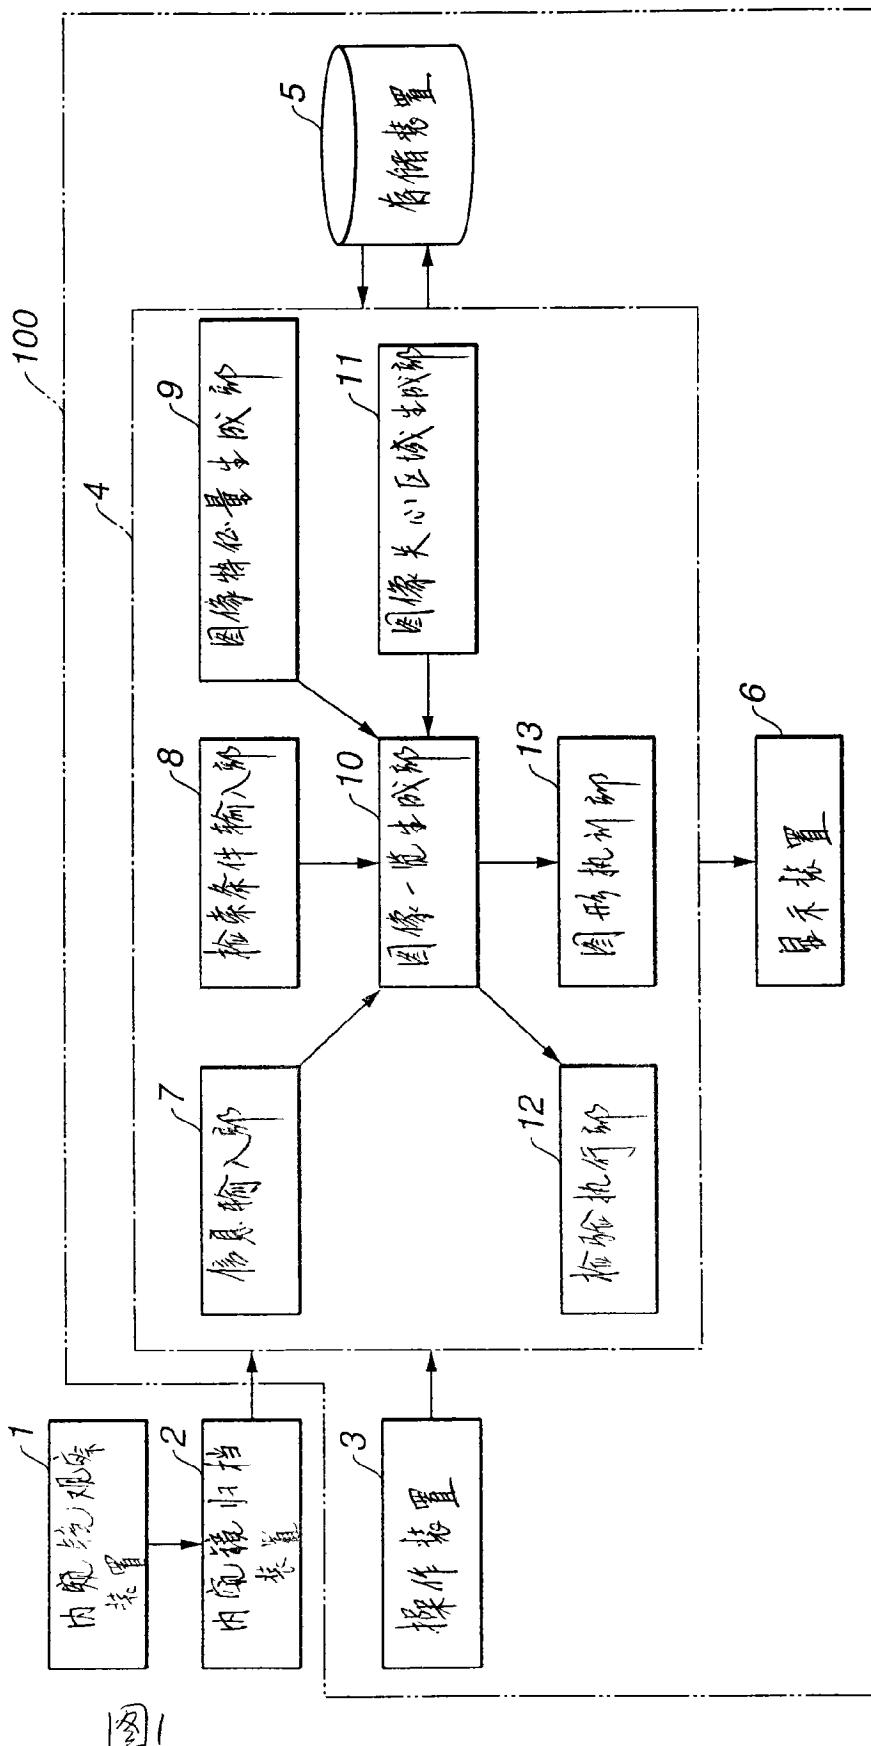 100
1
内窥镜观察
装置
2
内窥镜归档
装置
3
操作装置
4
5
存储装置
7
信息输入部
8
检索条件输入部
9
图像特征量生成部
10
图像一览生成部
11
图像关心区域生成部
12
检验执行部
13
图形执训部
6
显示装置
图1